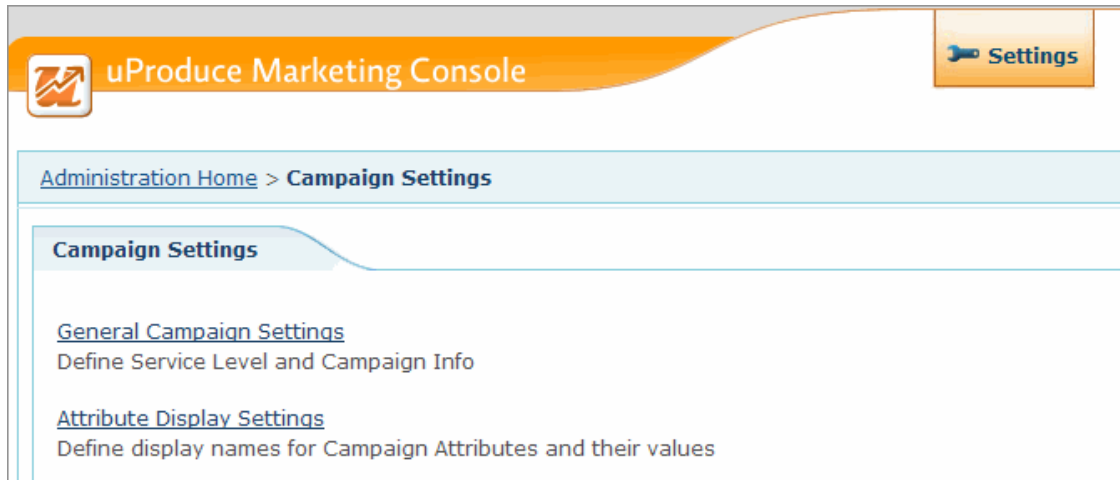 Settings
uProduce Marketing Console
Administration Home > Campaign Settings
Campaign Settings
General Campaign Settings
Define Service Level and Campaign Info
Attribute Display Settings
Define display names for Campaign Attributes and their values